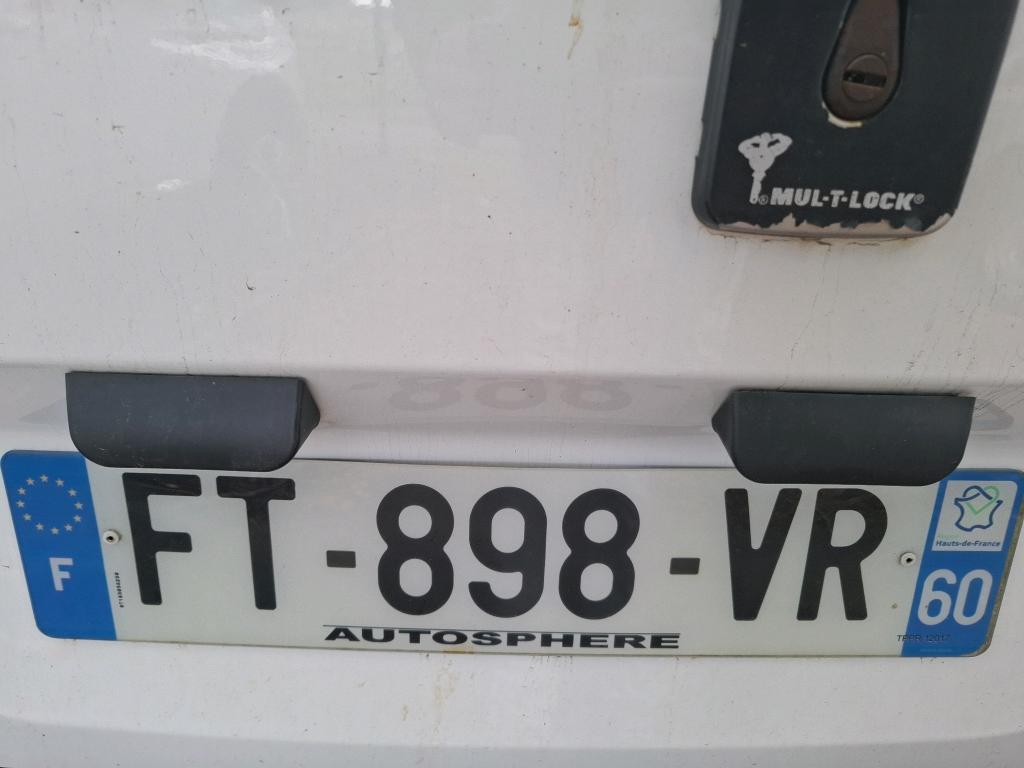 ® MUL-T-LOCK®
F
FT-898-VR
Hauts-de-France
60
AUTOSPHERE